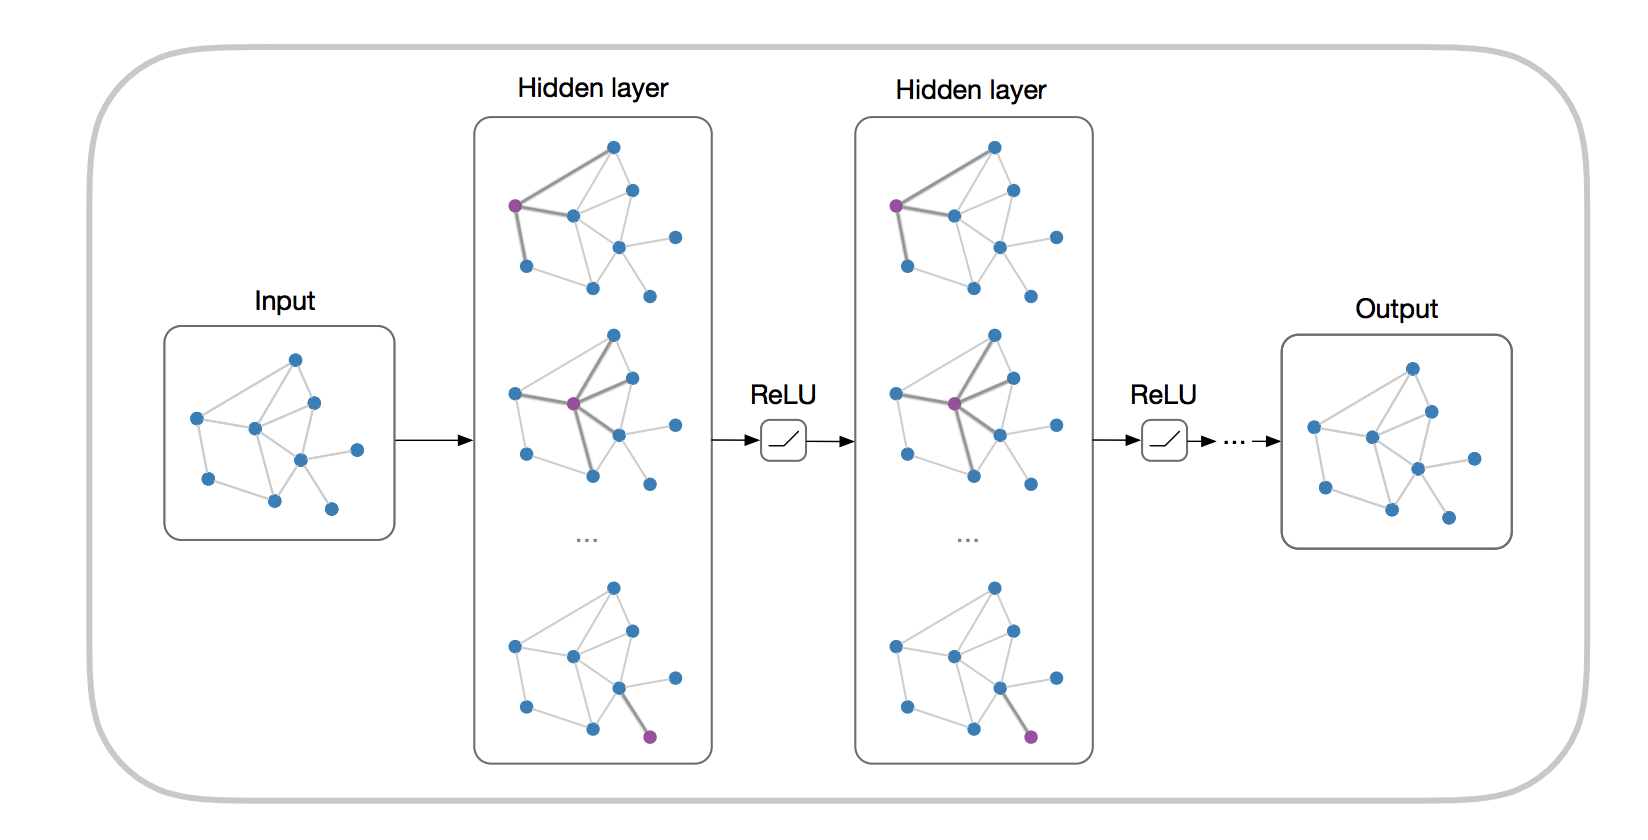 Hidden layer
Hidden layer
Input
Output
ReLU
ReLU
...
...
...